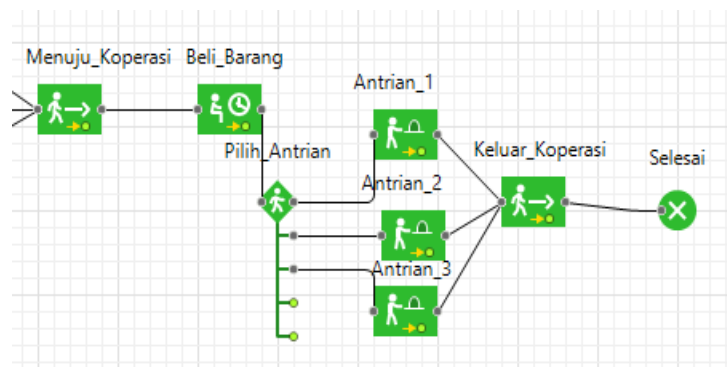 Menuju_Koperasi
Beli_Barang
Antrian_1
Pilih_Antrian
Keluar_Koperasi
Selesai
Antrian_2
Antrian_3